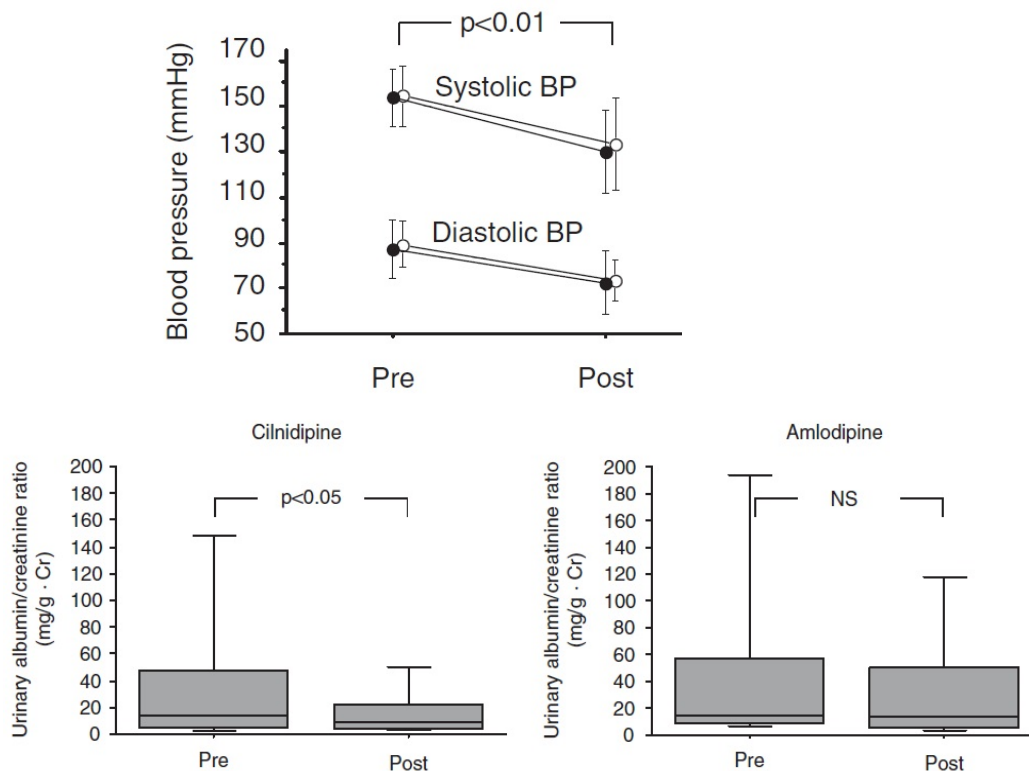 p<0.01
170
150
130
110
90
70
50
Blood pressure (mmHg)
Systolic BP
Diastolic BP
Pre Post
Cilnidipine
200
180
160
140
120
100
80
60
40
20
0
Urinary albumin/creatinine ratio
(mg/g · Cr)
p<0.05
Pre Post
Amlodipine
200
180
160
140
120
100
80
60
40
20
0
Urinary albumin/creatinine ratio
(mg/g · Cr)
NS
Pre Post